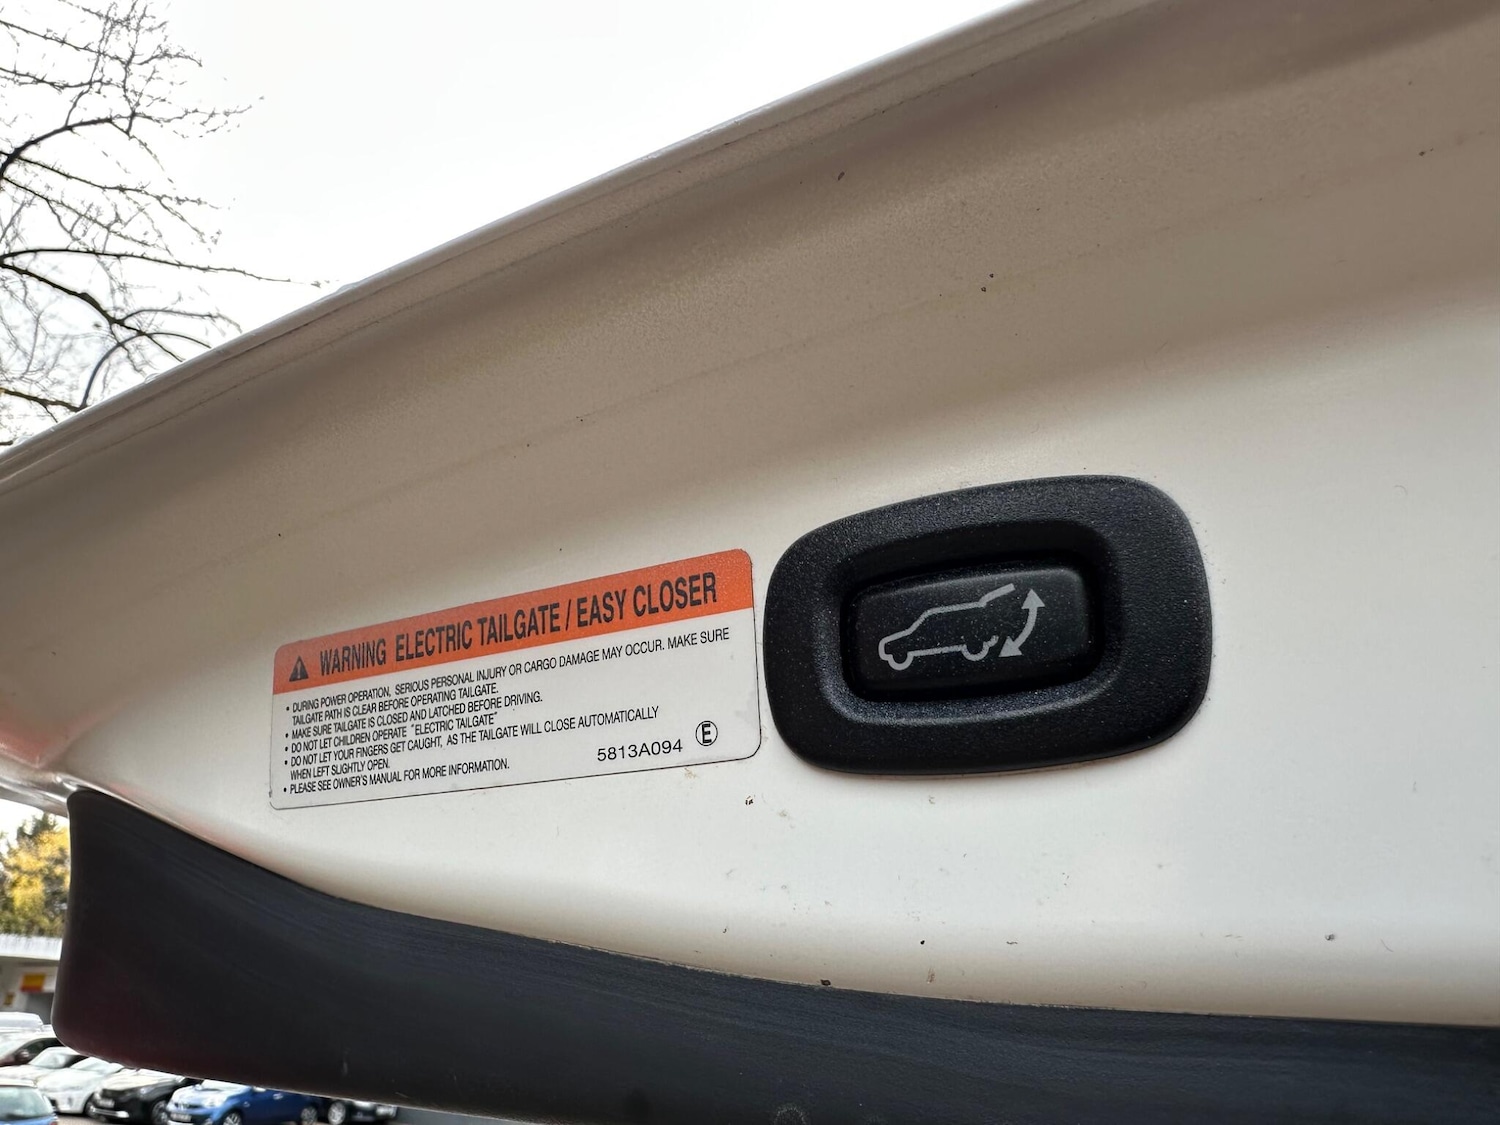 WARNING ELECTRIC TAILGATE / EASY CLOSER
• DURING POWER OPERATION, SERIOUS PERSONAL INJURY OR CARGO DAMAGE MAY OCCUR. MAKE SURE
TAILGATE PATH IS CLEAR BEFORE OPERATING TAILGATE.
• MAKE SURE TAILGATE IS CLOSED AND LATCHED BEFORE DRIVING.
• DO NOT LET CHILDREN OPERATE "ELECTRIC TAILGATE"
• DO NOT LET YOUR FINGERS GET CAUGHT, AS THE TAILGATE WILL CLOSE AUTOMATICALLY
WHEN LEFT SLIGHTLY OPEN.
• PLEASE SEE OWNER'S MANUAL FOR MORE INFORMATION.
5813A094 E